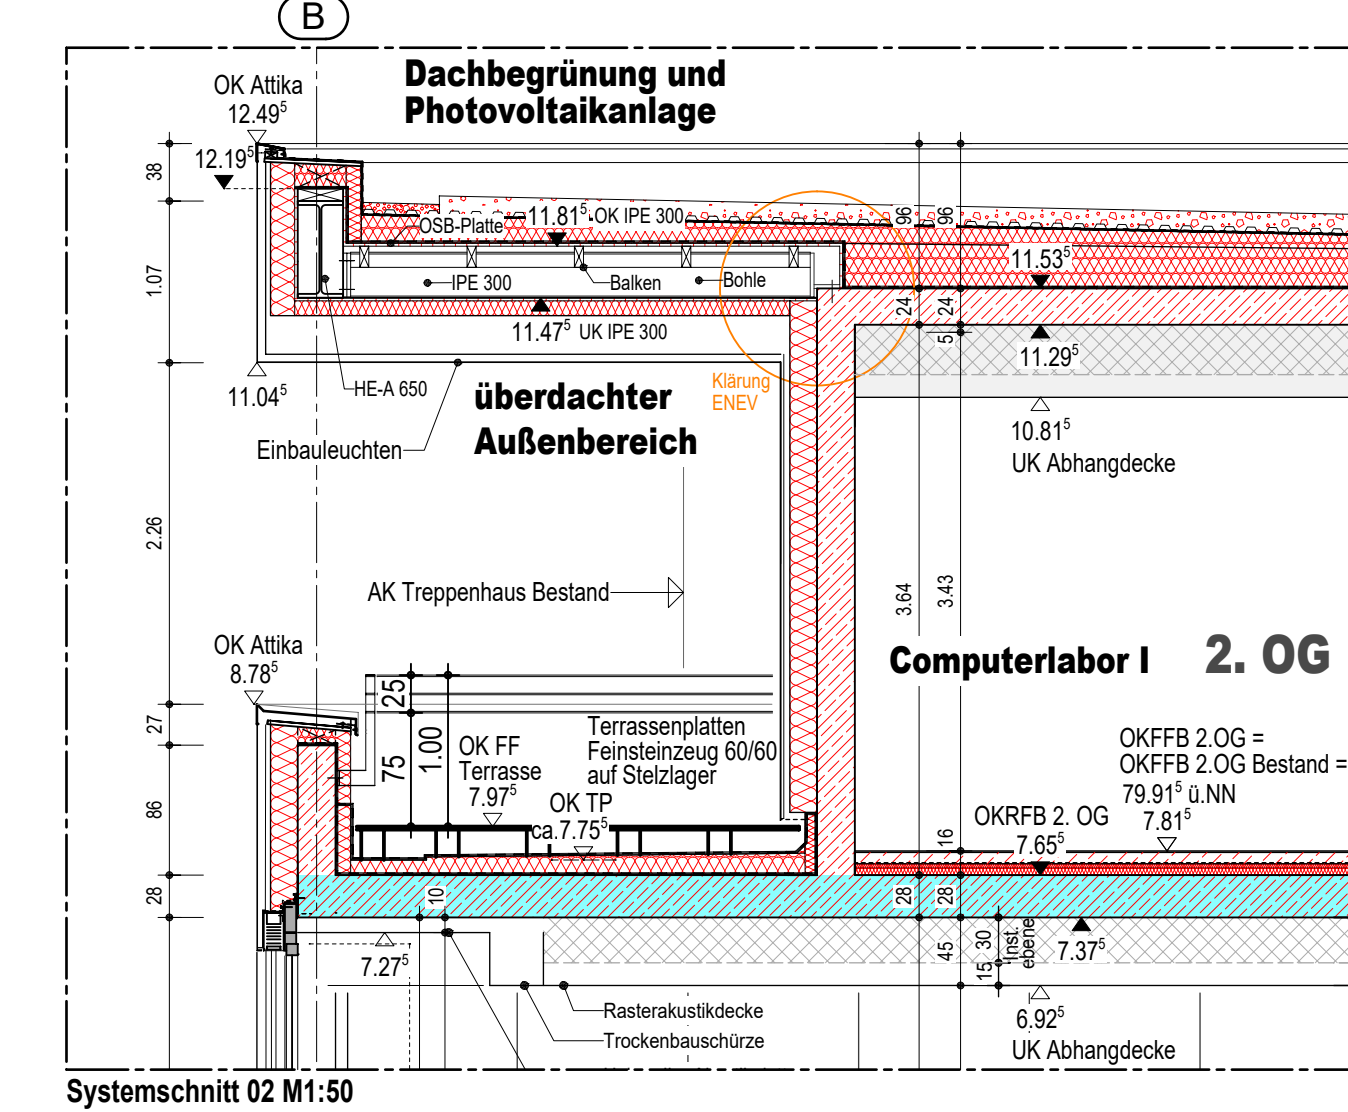 B
Dachbegrünung und
Photovoltaikanlage
OK Attika
12.49⁵
12.19⁵
38
1.07
2.26
27
86
28
OSB-Platte
11.81⁵ OK IPE 300
IPE 300
Balken
Bohle
11.47⁵ UK IPE 300
96
96
11.53⁵
24
24
5
11.29⁵
Klärung
ENEV
11.04⁵
HE-A 650
Einbauleuchten
überdachter
Außenbereich
10.81⁵
UK Abhangdecke
AK Treppenhaus Bestand
3.64
3.43
Computerlabor I
2. OG
OK Attika
8.78⁵
25
75
1.00
OK FF
Terrasse
7.97⁵
Terrassenplatten
Feinsteinzeug 60/60
auf Stelzlager
OK TP
ca.7.75⁵
OKFFB 2.OG =
OKFFB 2.OG Bestand =
79.91⁵ ü.NN
7.81⁵
OKRFB 2. OG
7.65⁵
16
10
28
28
7.27⁵
45
30
15
Inst.
ebene
7.37⁵
6.92⁵
UK Abhangdecke
Rasterakustikdecke
Trockenbauschürze
Systemschnitt 02 M1:50